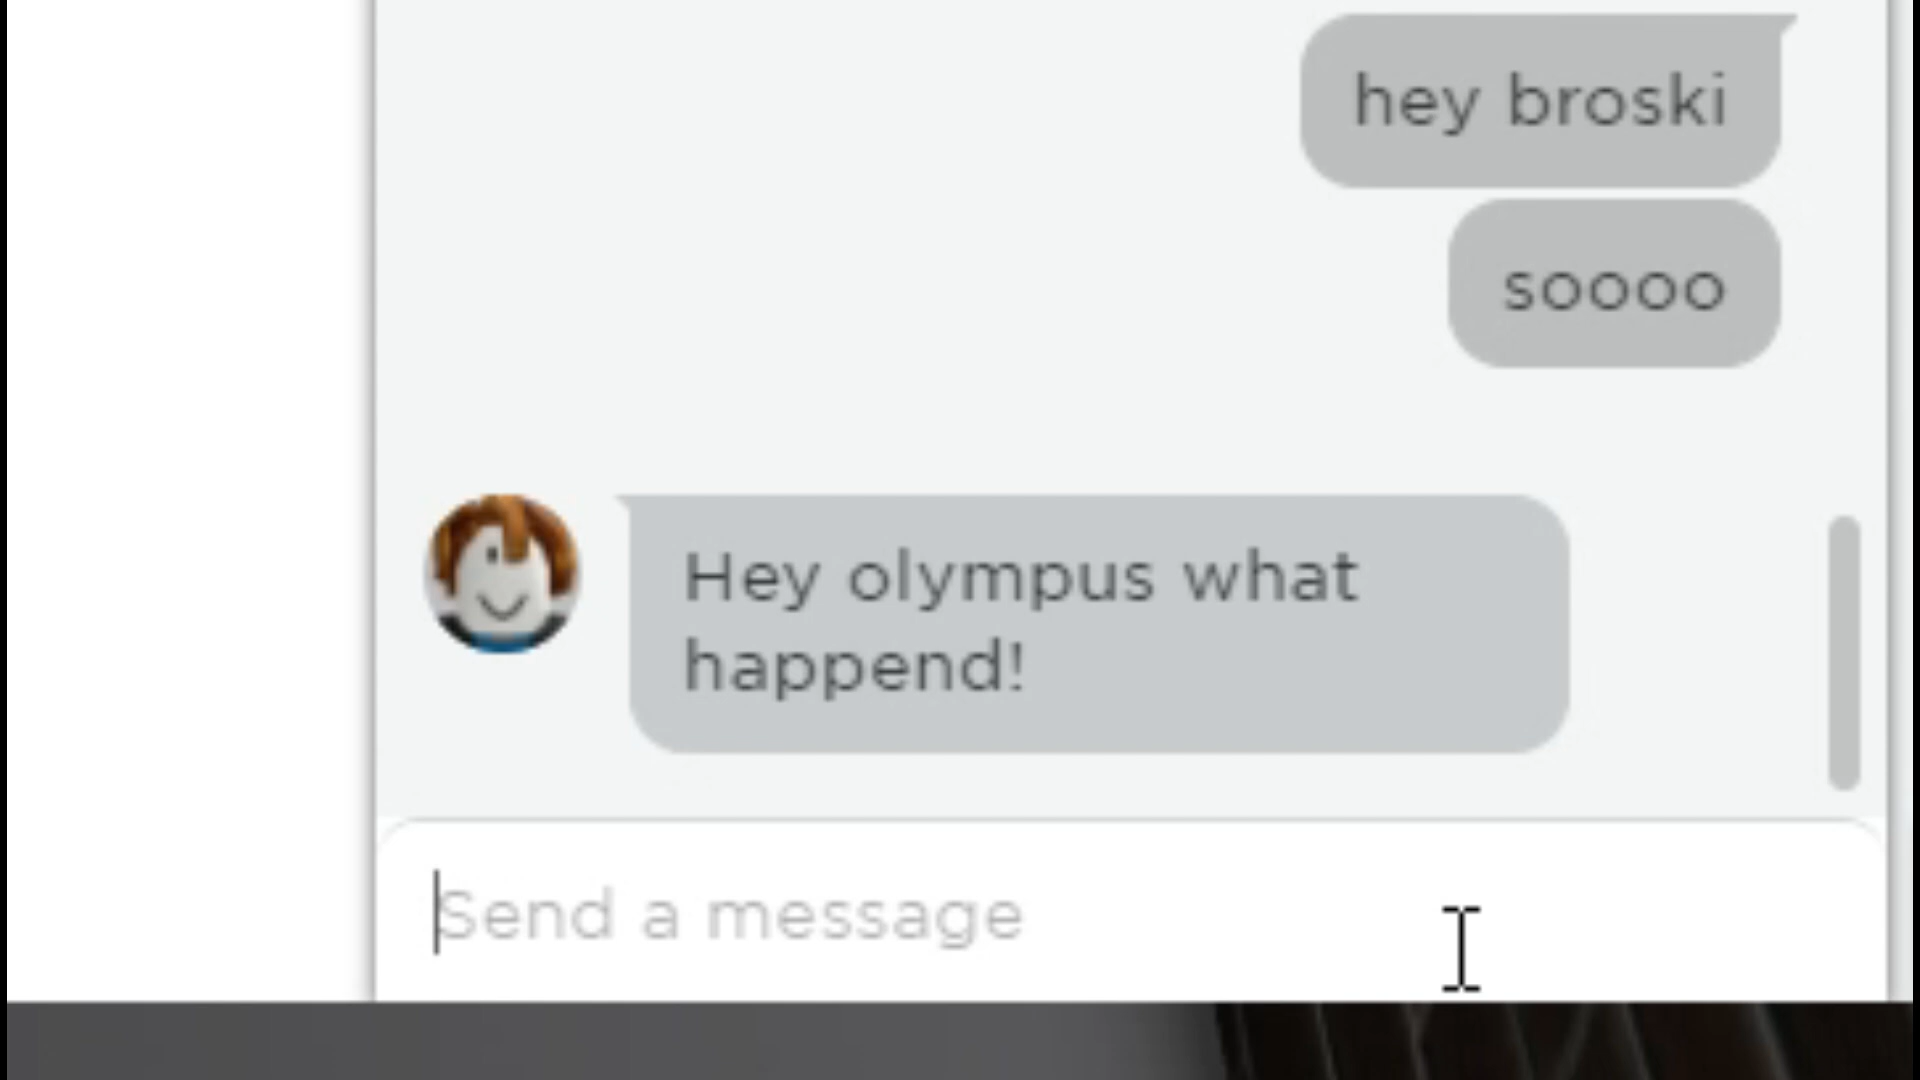 hey broski
soooo
Hey olympus what
happend!
Send a message